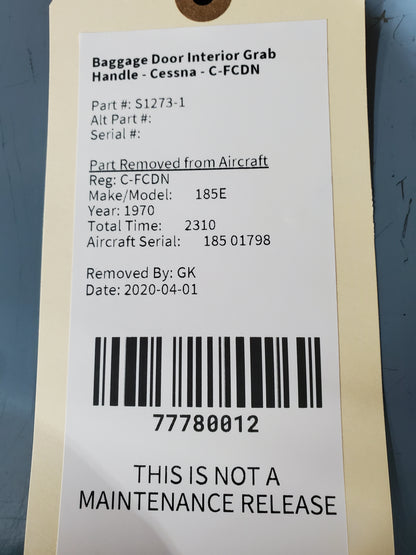 Baggage Door Interior Grab
Handle - Cessna - C-FCDN
Part #: S1273-1
Alt Part #:
Serial #:
Part Removed from Aircraft
Reg: C-FCDN
Make/Model: 185E
Year: 1970
Total Time: 2310
Aircraft Serial: 185 01798
Removed By: GK
Date: 2020-04-01
77780012
THIS IS NOT A
MAINTENANCE RELEASE